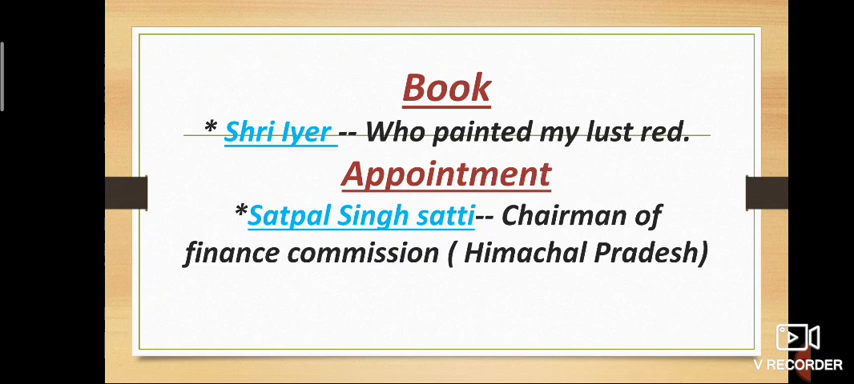 Book
* Shri Iyer -- Who painted my lust red.
Appointment
*Satpal Singh satti-- Chairman of
finance commission ( Himachal Pradesh)
V RECORDER